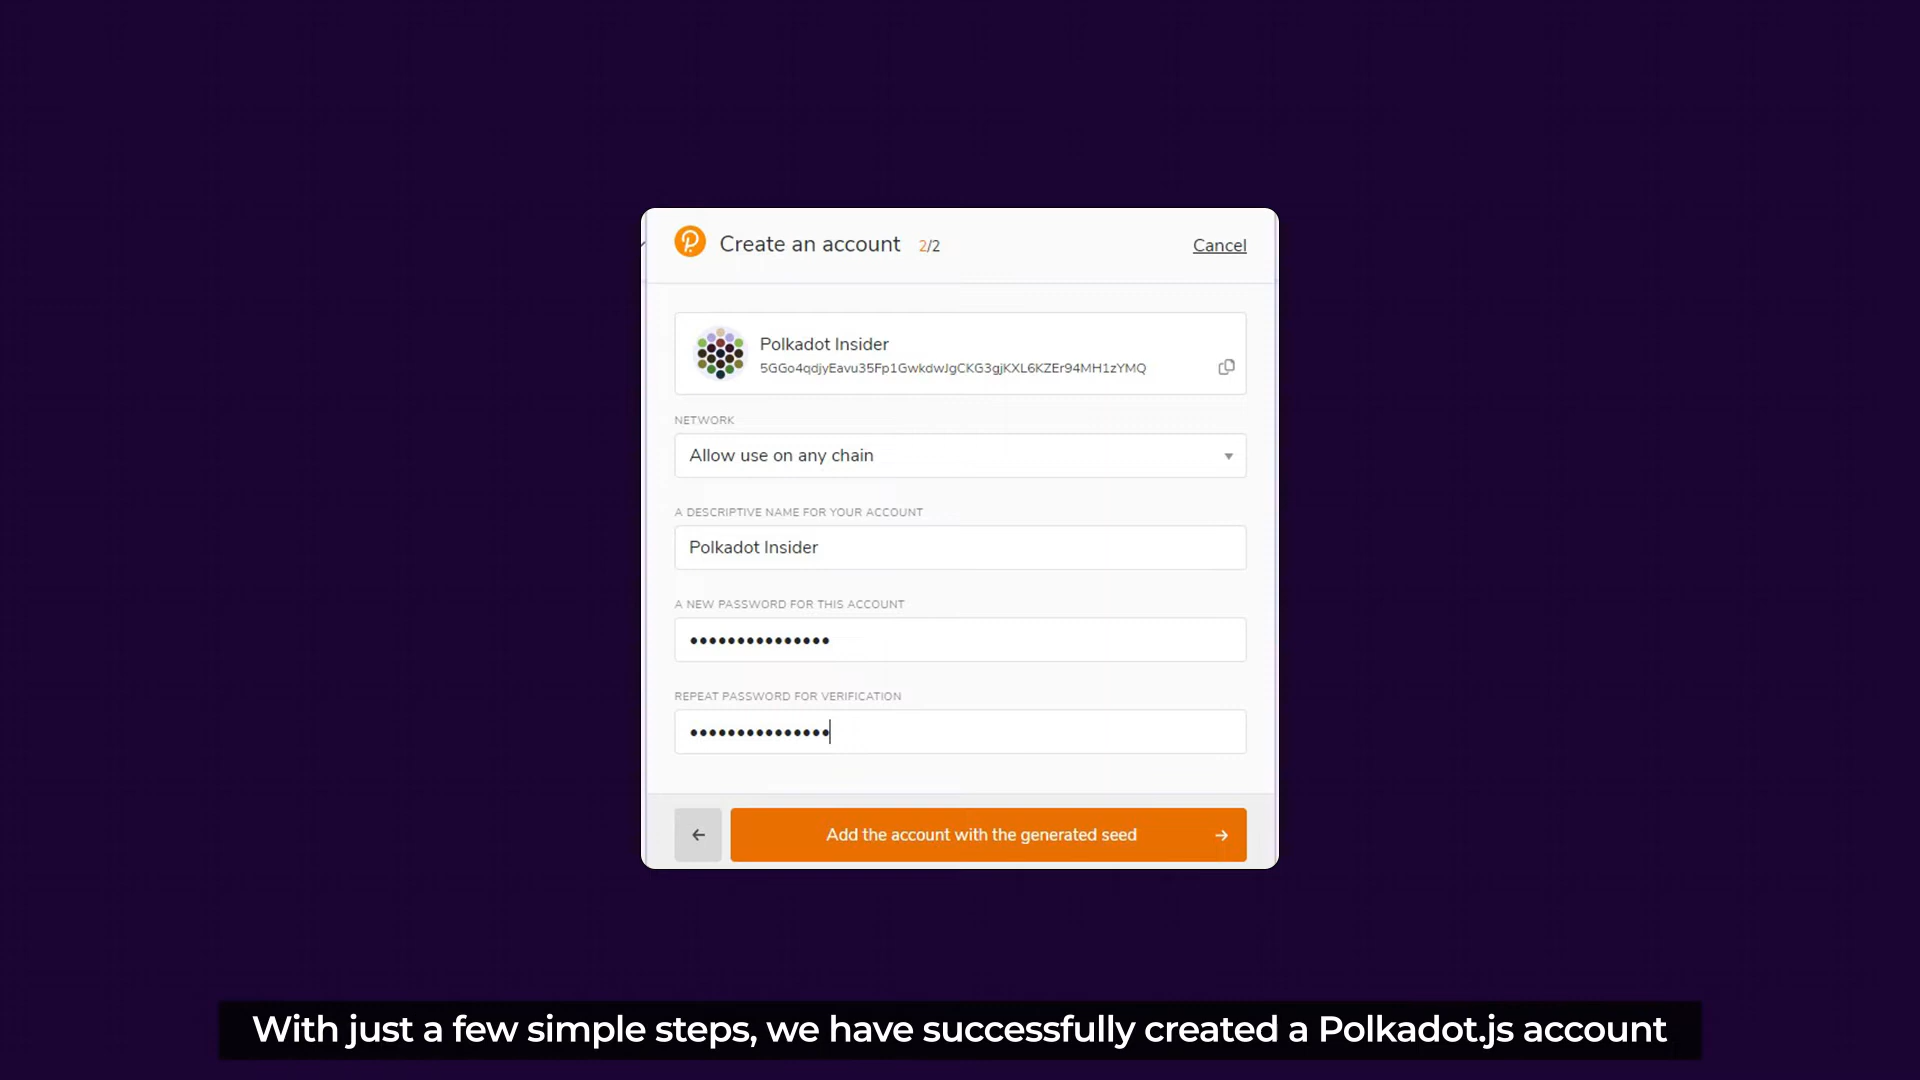 Create an account 2/2
Cancel
Polkadot Insider
5GGo4qdjyEavu35Fp1GwkdwJgCKG3gjKXL6KZEr94MH1zYMQ
NETWORK
Allow use on any chain
A DESCRIPTIVE NAME FOR YOUR ACCOUNT
Polkadot Insider
A NEW PASSWORD FOR THIS ACCOUNT
•••••••••••••••
REPEAT PASSWORD FOR VERIFICATION
•••••••••••••••
Add the account with the generated seed
With just a few simple steps, we have successfully created a Polkadot.js account